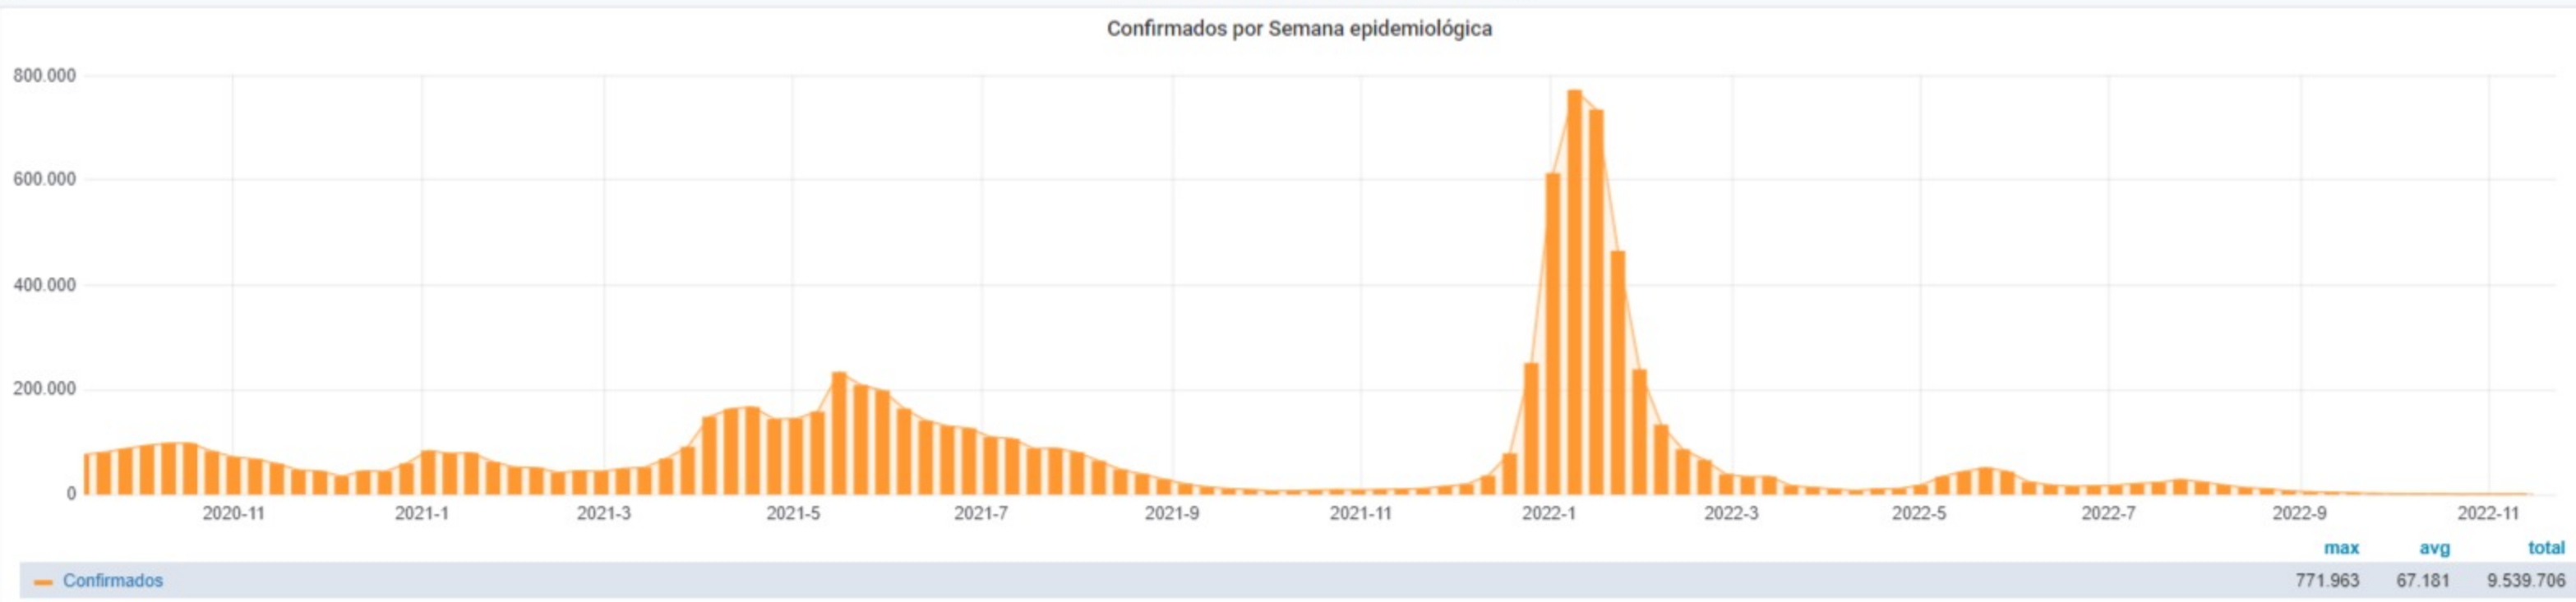 Confirmados por Semana epidemiológica
800.000
600.000
400.000
200.000
0
2020-11 2021-1 2021-3 2021-5 2021-7 2021-9 2021-11 2022-1 2022-3 2022-5 2022-7 2022-9 2022-11
max avg total
Confirmados 771.963 67.181 9.539.706